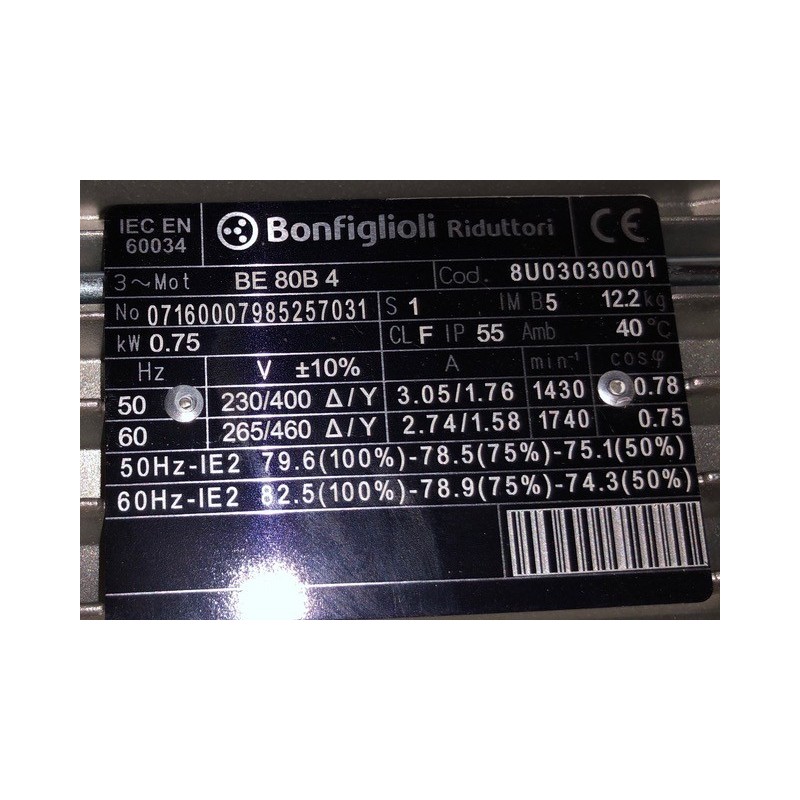 IEC EN
60034
Bonfiglioli Riduttori
CE
3~Mot BE 80B 4 Cod. 8U03030001
No 07160007985257031 S 1 IM B5 12.2 kg
kW 0.75 CL F IP 55 Amb 40 °C
Hz V ±10% A min⁻¹ cosφ
50 230/400 Δ/Y 3.05/1.76 1430 0.78
60 265/460 Δ/Y 2.74/1.58 1740 0.75
50Hz-IE2 79.6(100%)-78.5(75%)-75.1(50%)
60Hz-IE2 82.5(100%)-78.9(75%)-74.3(50%)